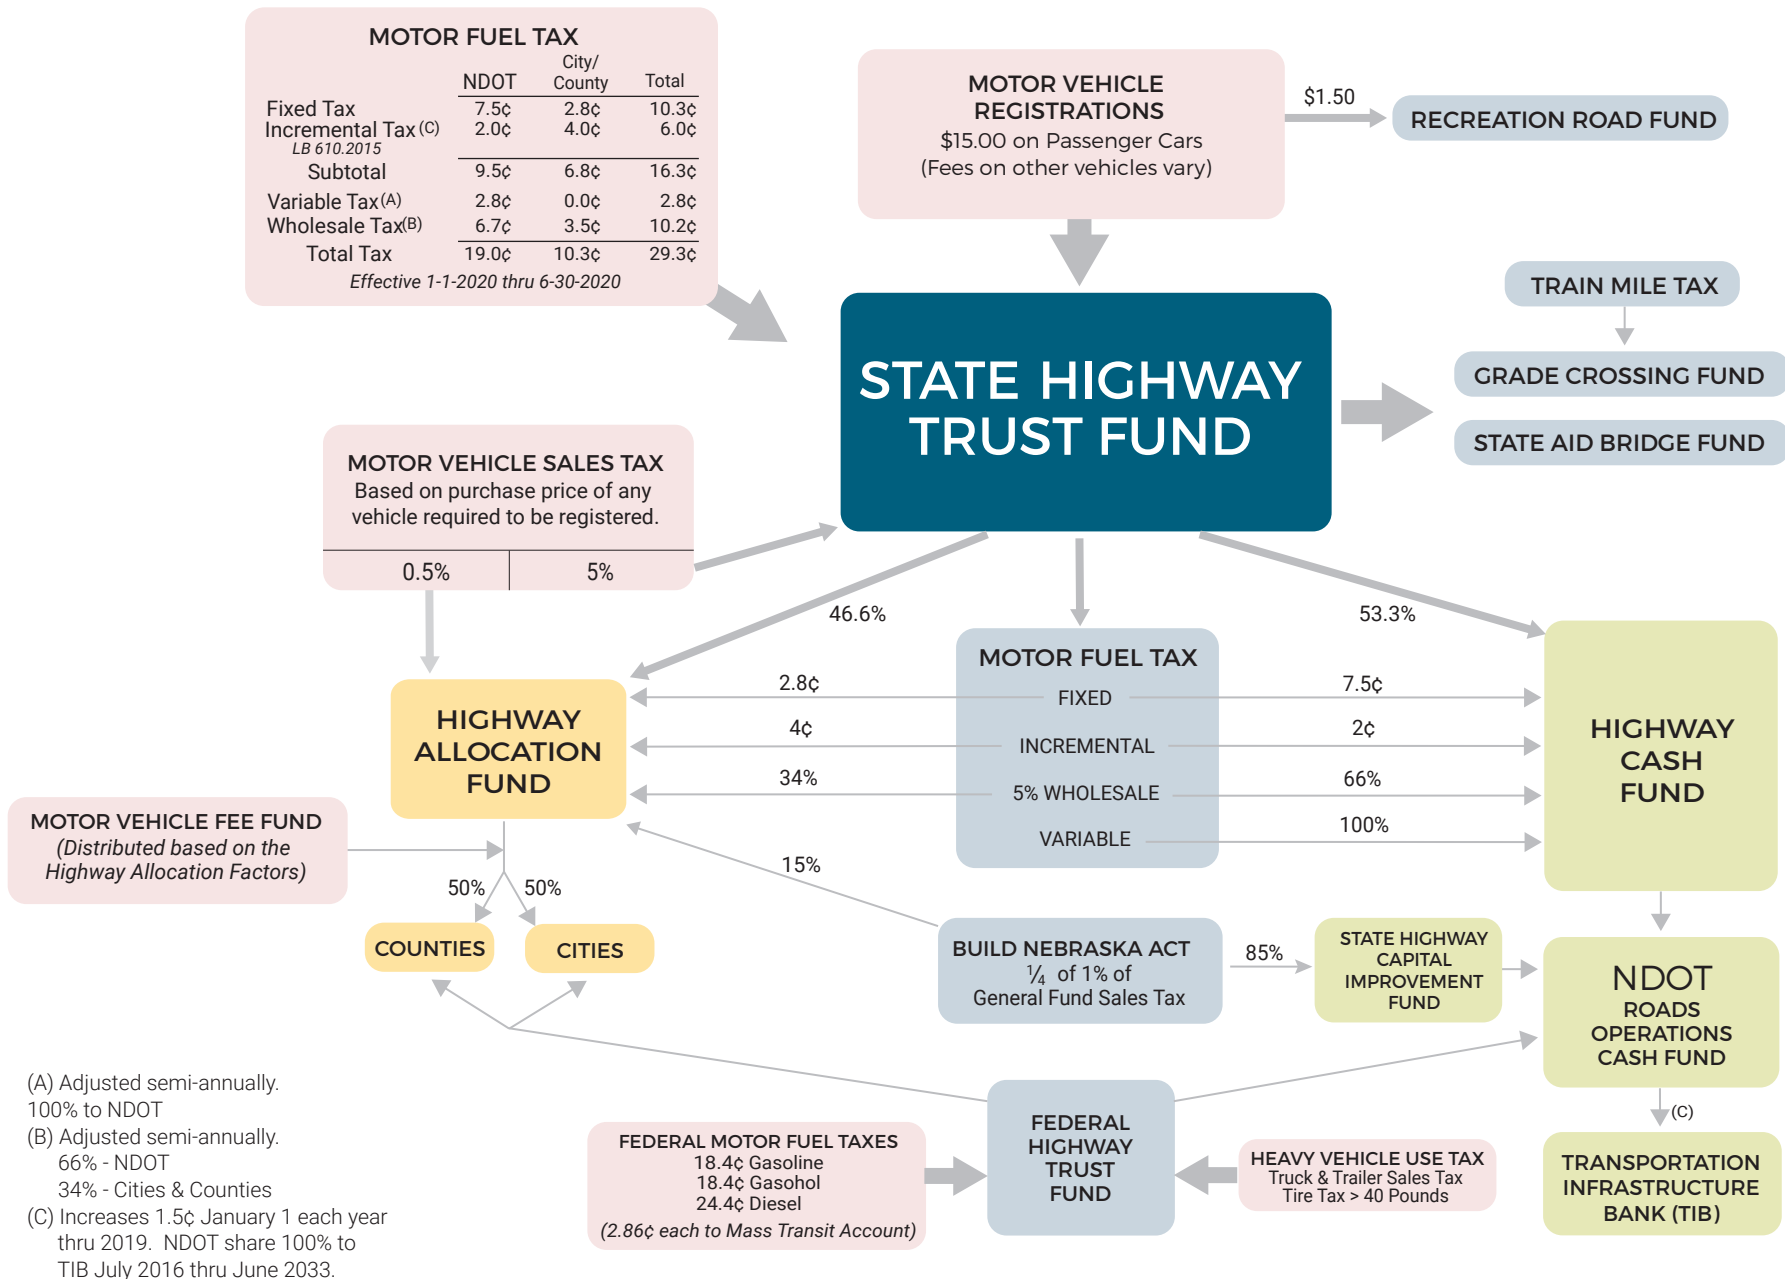 MOTOR FUEL TAX
NDOT City/ County Total
Fixed Tax 7.5¢ 2.8¢ 10.3¢
Incremental Tax (C) 2.0¢ 4.0¢ 6.0¢
LB 610.2015
Subtotal 9.5¢ 6.8¢ 16.3¢
Variable Tax (A) 2.8¢ 0.0¢ 2.8¢
Wholesale Tax(B) 6.7¢ 3.5¢ 10.2¢
Total Tax 19.0¢ 10.3¢ 29.3¢
Effective 1-1-2020 thru 6-30-2020
MOTOR VEHICLE
REGISTRATIONS
$15.00 on Passenger Cars
(Fees on other vehicles vary)
$1.50
RECREATION ROAD FUND
TRAIN MILE TAX
GRADE CROSSING FUND
STATE AID BRIDGE FUND
STATE HIGHWAY
TRUST FUND
MOTOR VEHICLE SALES TAX
Based on purchase price of any
vehicle required to be registered.
0.5% 5%
46.6%
53.3%
MOTOR FUEL TAX
2.8¢ FIXED 7.5¢
4¢ INCREMENTAL 2¢
34% 5% WHOLESALE 66%
VARIABLE 100%
HIGHWAY
ALLOCATION
FUND
HIGHWAY
CASH
FUND
MOTOR VEHICLE FEE FUND
(Distributed based on the
Highway Allocation Factors)
50% 50%
COUNTIES
CITIES
15%
BUILD NEBRASKA ACT
1/4 of 1% of
General Fund Sales Tax
85%
STATE HIGHWAY
CAPITAL
IMPROVEMENT
FUND
NDOT
ROADS
OPERATIONS
CASH FUND
(C)
TRANSPORTATION
INFRASTRUCTURE
BANK (TIB)
FEDERAL
HIGHWAY
TRUST
FUND
FEDERAL MOTOR FUEL TAXES
18.4¢ Gasoline
18.4¢ Gasohol
24.4¢ Diesel
(2.86¢ each to Mass Transit Account)
HEAVY VEHICLE USE TAX
Truck & Trailer Sales Tax
Tire Tax > 40 Pounds
(A) Adjusted semi-annually.
100% to NDOT
(B) Adjusted semi-annually.
66% - NDOT
34% - Cities & Counties
(C) Increases 1.5¢ January 1 each year
thru 2019. NDOT share 100% to
TIB July 2016 thru June 2033.